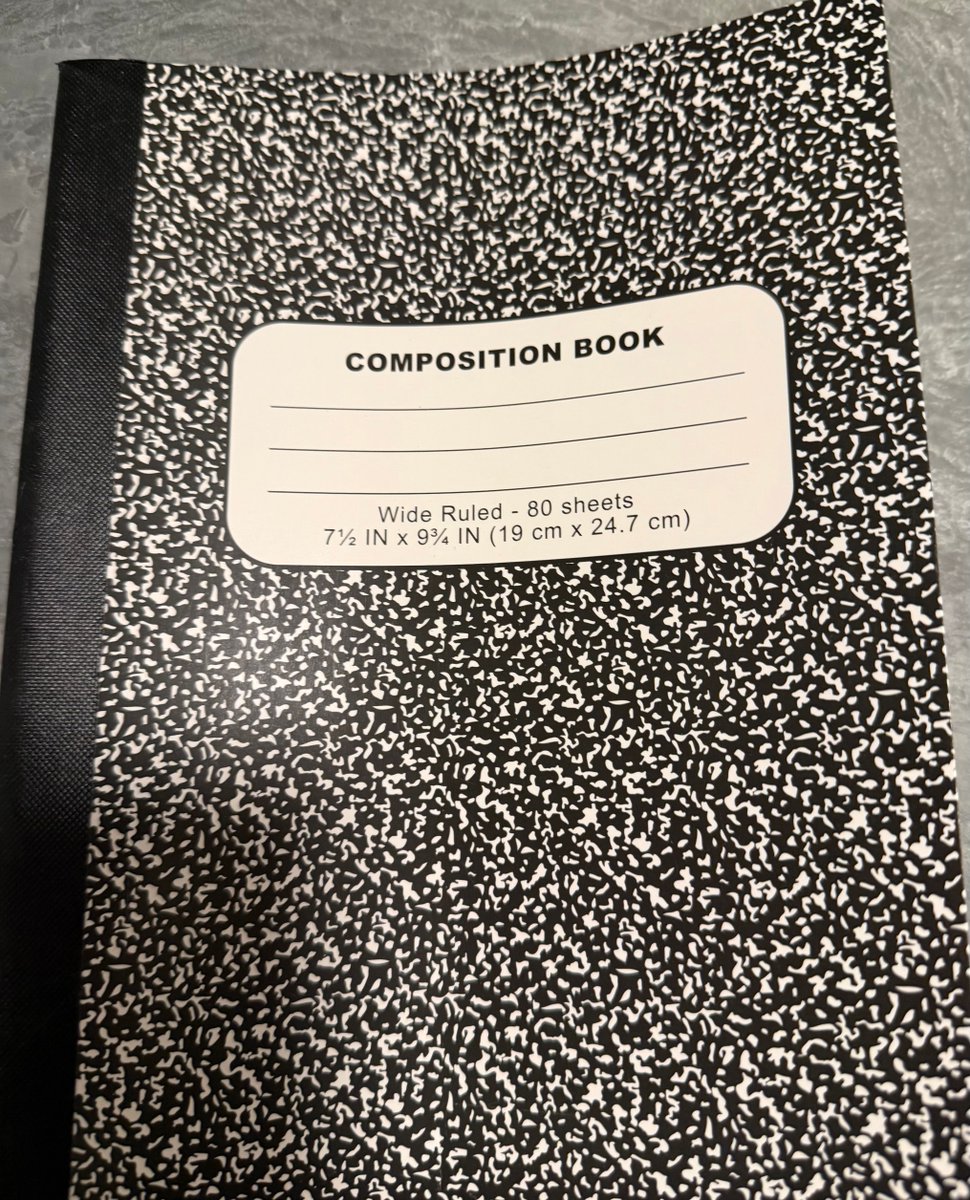 COMPOSITION BOOK
Wide Ruled - 80 sheets
7½ IN x 9¾ IN (19 cm x 24.7 cm)